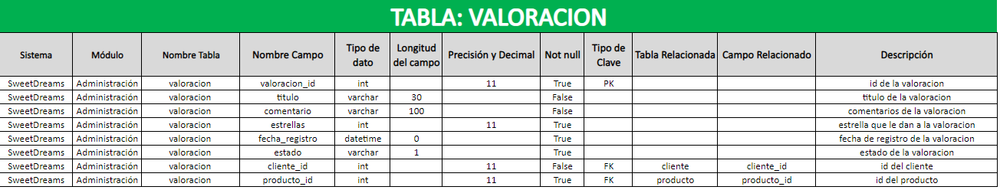 TABLA: VALORACION
Sistema Módulo Nombre Tabla Nombre Campo Tipo de dato Longitud del campo Precisión y Decimal Not null Tipo de Clave Tabla Relacionada Campo Relacionado Descripción
SweetDreams Administración valoracion valoracion_id int 11 True PK id de la valoracion
SweetDreams Administración valoracion titulo varchar 30 False titulo de la valoracion
SweetDreams Administración valoracion comentario varchar 100 False comentarios de la valoracion
SweetDreams Administración valoracion estrellas int 11 True estrella que le dan a la valoracion
SweetDreams Administración valoracion fecha_registro datetime 0 True fecha de registro de la valoracion
SweetDreams Administración valoracion estado varchar 1 True estado de la valoracion
SweetDreams Administración valoracion cliente_id int 11 False FK cliente cliente_id id del cliente
SweetDreams Administración valoracion producto_id int 11 True FK producto producto_id id del producto